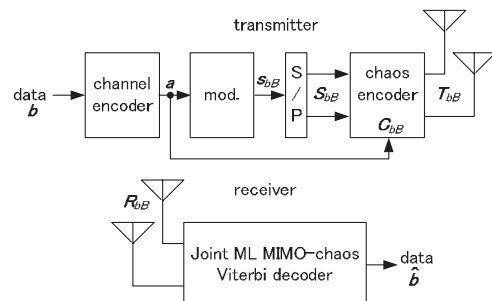 transmitter
data
b
channel
encoder
a
mod.
s_bB
S
/
P
S_bB
chaos
encoder
C_bB
T_bB
receiver
R_bB
Joint ML MIMO-chaos
Viterbi decoder
data
b̂